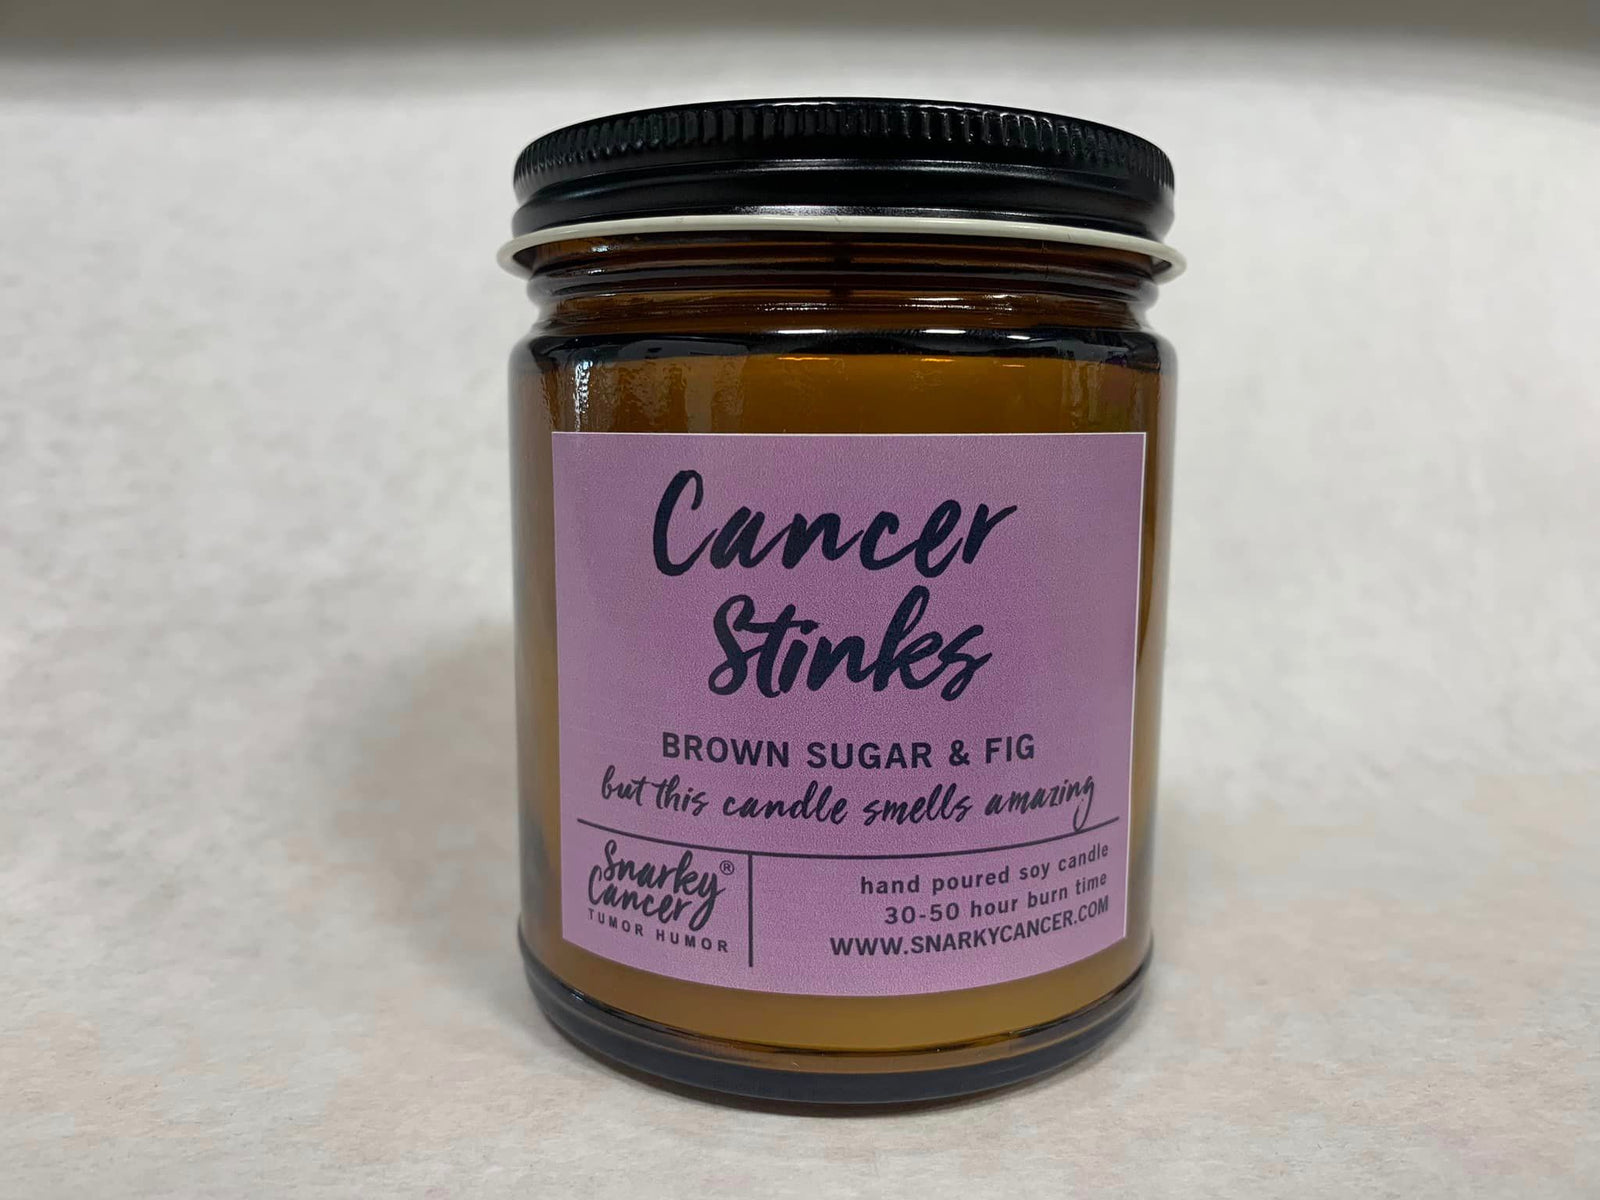 Cancer
Stinks
BROWN SUGAR & FIG
but this candle smells amazing
Snarky®
Cancer
TUMOR HUMOR
hand poured soy candle
30-50 hour burn time
WWW.SNARKYCANCER.COM